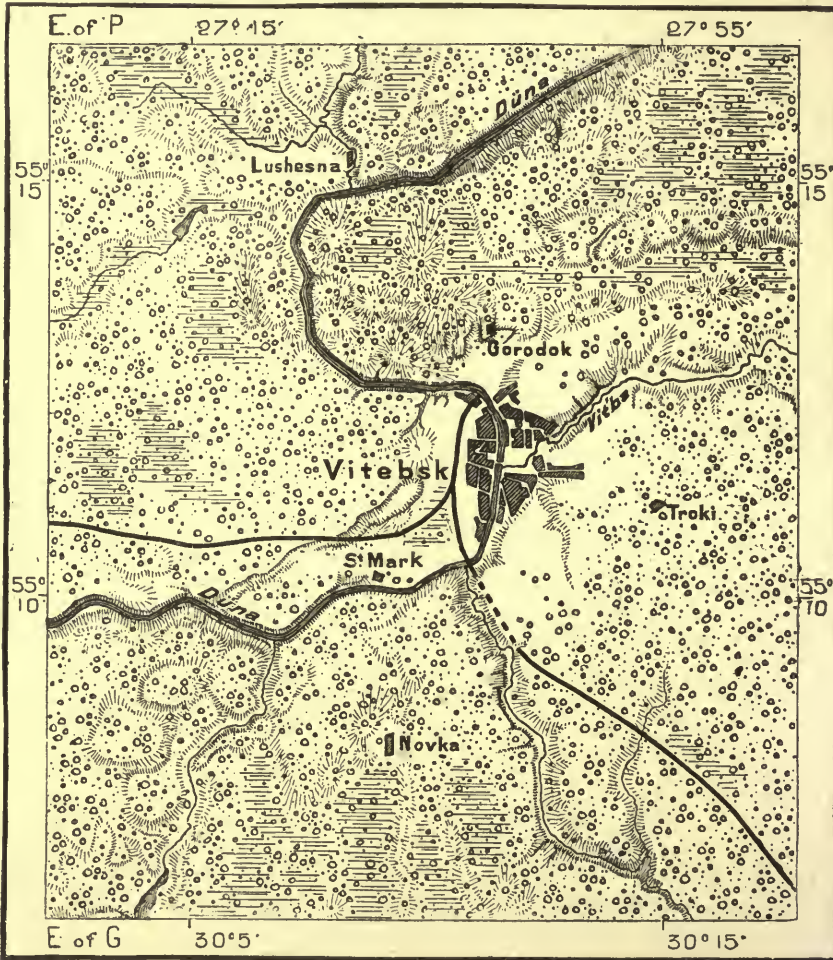 E. of P
27° 45'
27° 55'
Düna
55°
15
Lushesna
55°
15'
Gorodok
Vitba
Vitebsk
Troki
St Mark
55°
10
Düna
55°
10'
Novka
E of G
30° 5'
30° 15'